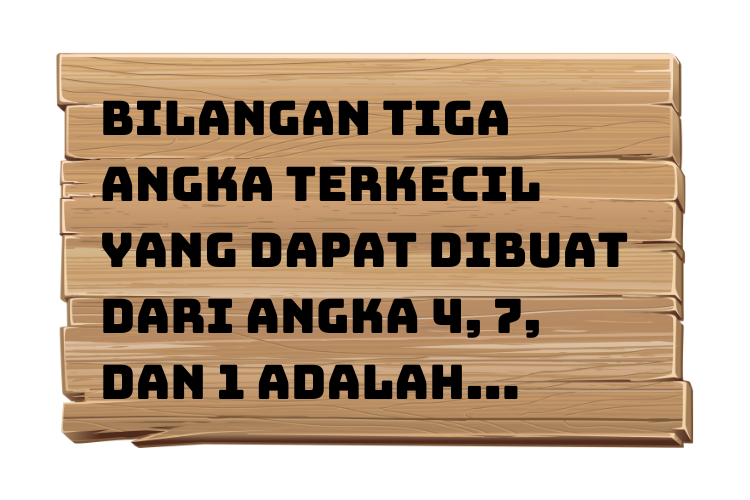 BILANGAN TIGA
ANGKA TERKECIL
YANG DAPAT DIBUAT
DARI ANGKA 4, 7,
DAN 1 ADALAH...